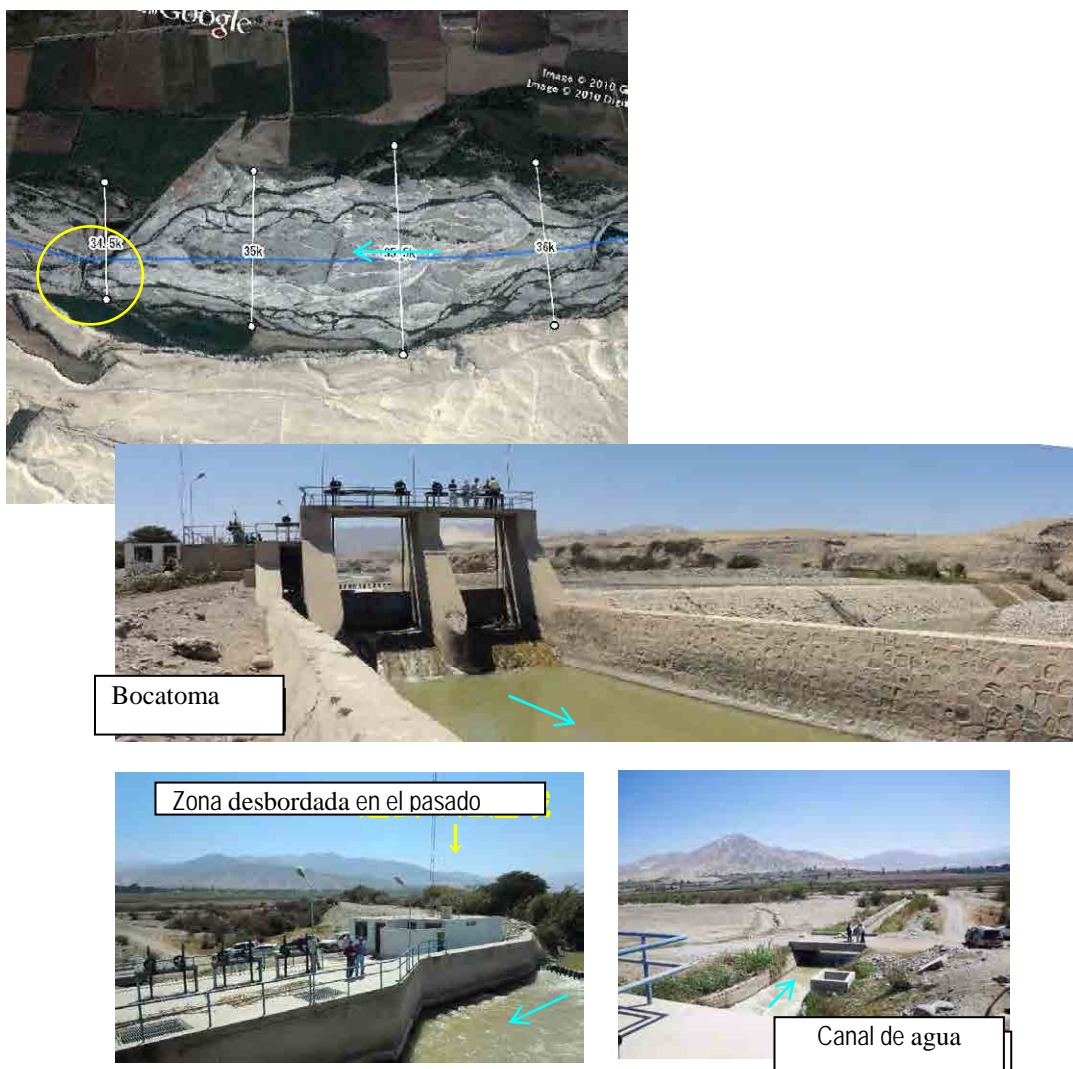 Google
Image © 2010 G
Image © 2010 Digit
34.5k
35k
35.5k
36k
Bocatoma
Zona desbordada en el pasado
Canal de agua